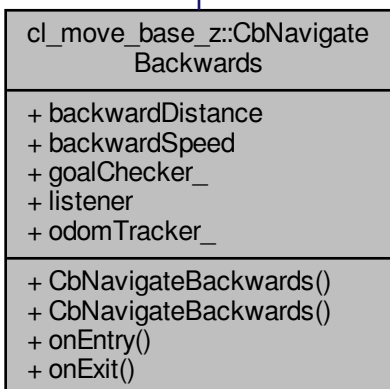 cl_move_base_z::CbNavigate
Backwards
+ backwardDistance
+ backwardSpeed
+ goalChecker_
+ listener
+ odomTracker_
+ CbNavigateBackwards()
+ CbNavigateBackwards()
+ onEntry()
+ onExit()